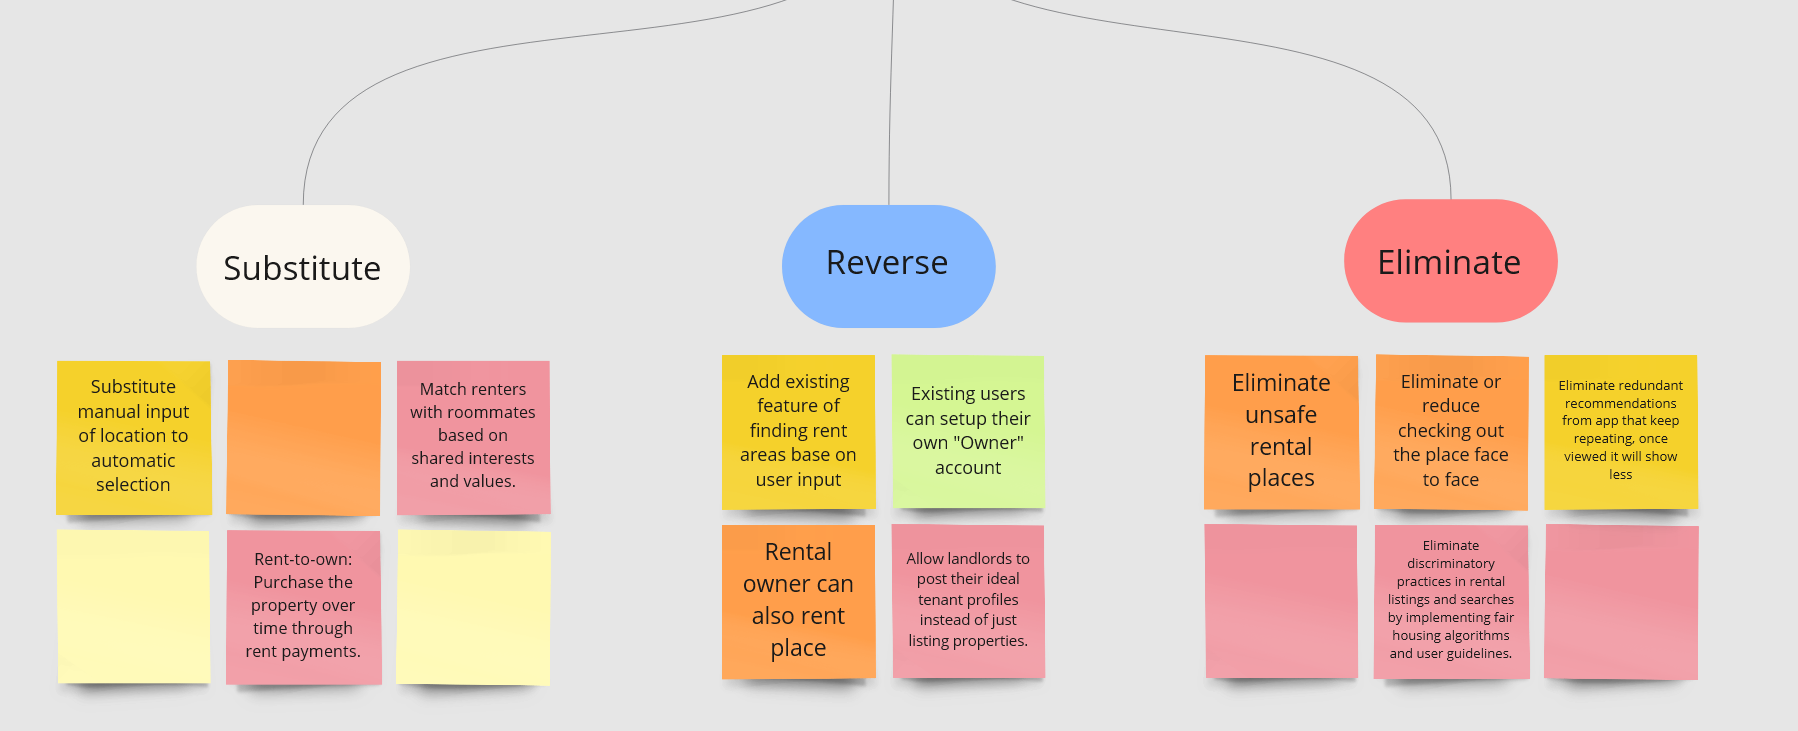 Substitute
Reverse
Eliminate
Substitute
manual input
of location to
automatic
selection
Match renters
with roommates
based on
shared interests
and values.
Rent-to-own:
Purchase the
property over
time through
rent payments.
Add existing
feature of
finding rent
areas base on
user input
Existing users
can setup their
own "Owner"
account
Rental
owner can
also rent
place
Allow landlords to
post their ideal
tenant profiles
instead of just
listing properties.
Eliminate
unsafe
rental
places
Eliminate or
reduce
checking out
the place face
to face
Eliminate redundant
recommendations
from app that keep
repeating, once
viewed it will show
less
Eliminate
discriminatory
practices in rental
listings and searches
by implementing fair
housing algorithms
and user guidelines.